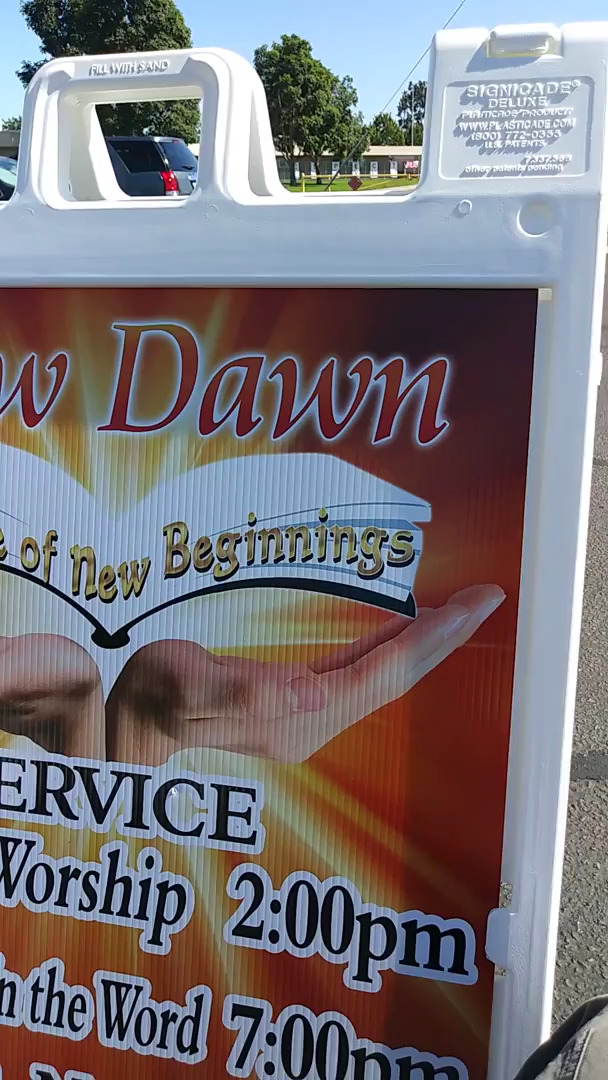 FILL WITH SAND
SIGNICADE®
DELUXE
PLASTICADE® PRODUCT
WWW.PLASTICADE.COM
(800) 772-0355
U.S. PATENTS
other patents pending
w Dawn
e of New Beginnings
ERVICE
Worship 2:00pm
n the Word 7:00pm